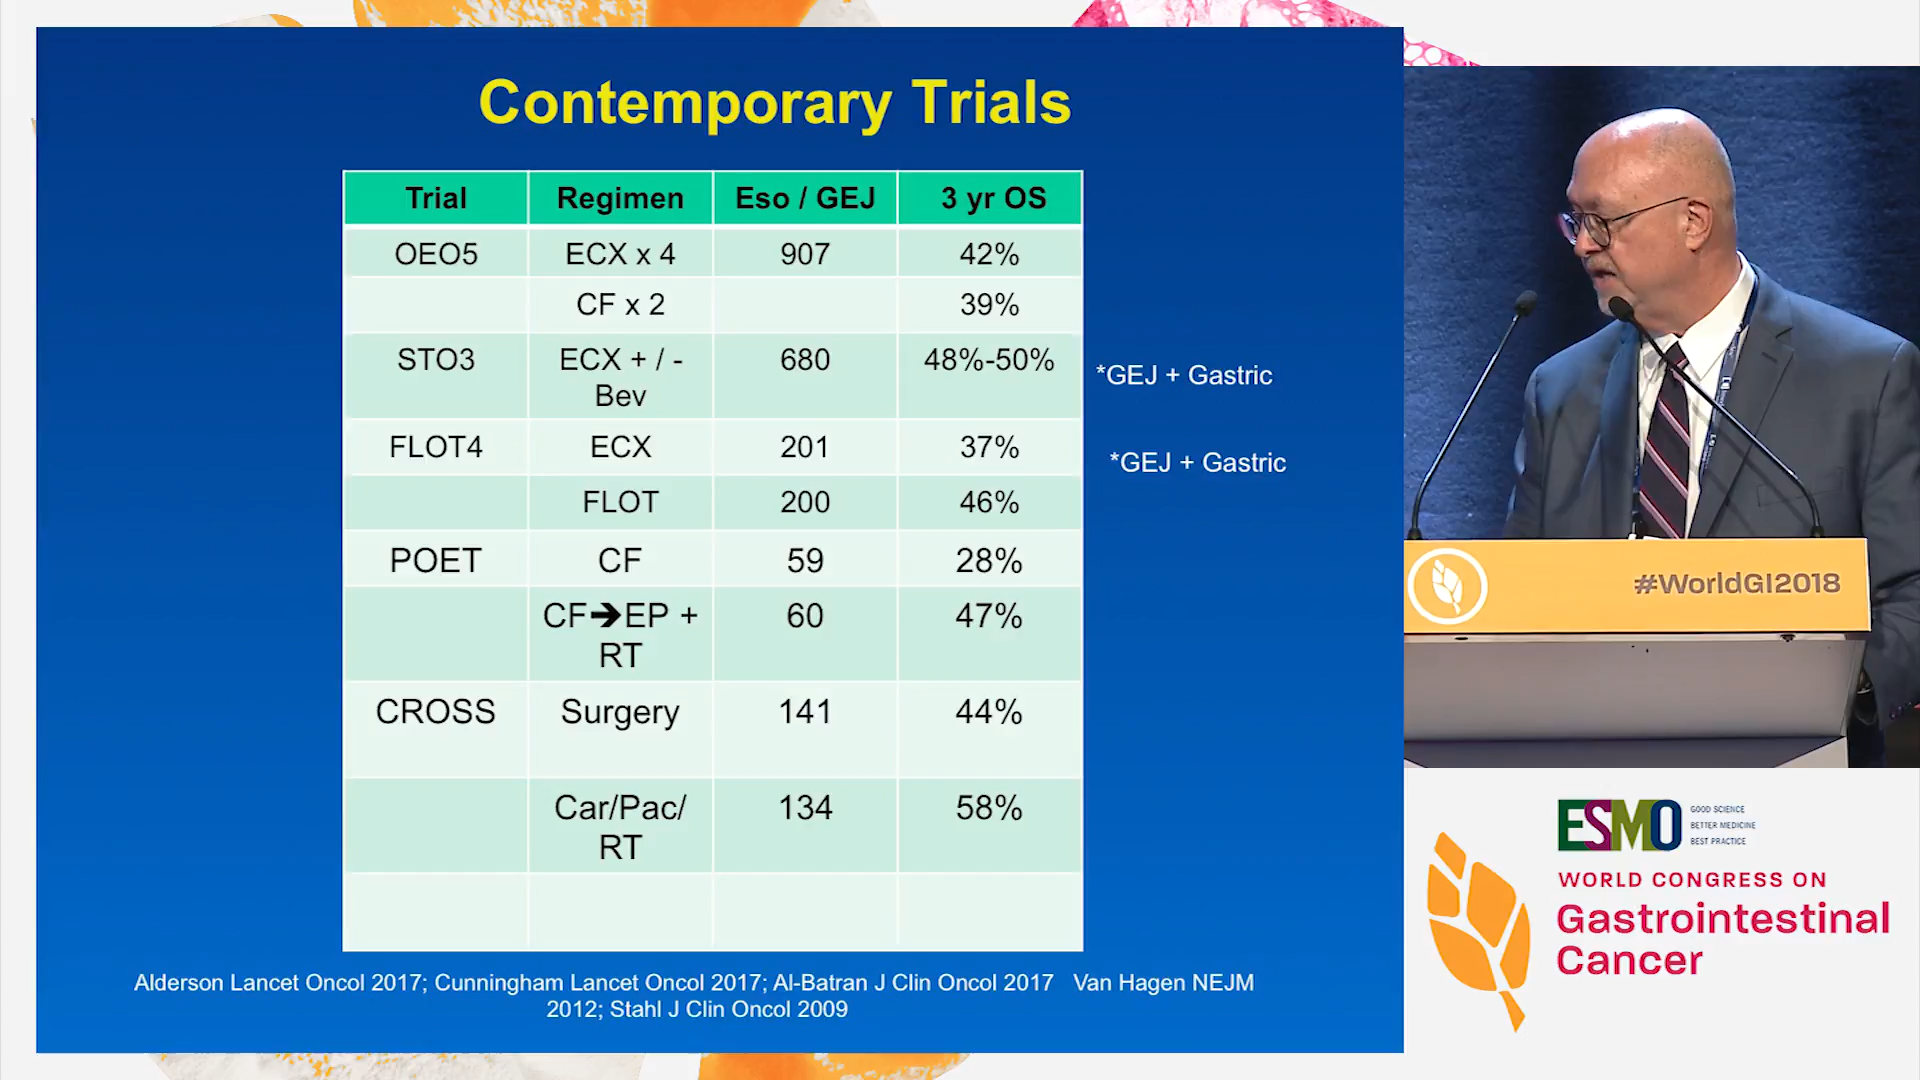 Contemporary Trials
Trial Regimen Eso / GEJ 3 yr OS
OEO5 ECX x 4 907 42%
CF x 2 39%
STO3 ECX + / - 680 48%-50%
Bev
*GEJ + Gastric
FLOT4 ECX 201 37%
*GEJ + Gastric
FLOT 200 46%
POET CF 59 28%
CF➔EP + 60 47%
RT
CROSS Surgery 141 44%
Car/Pac/ 134 58%
RT
Alderson Lancet Oncol 2017; Cunningham Lancet Oncol 2017; Al-Batran J Clin Oncol 2017 Van Hagen NEJM
2012; Stahl J Clin Oncol 2009
#WorldGI2018
ESMO
GOOD SCIENCE
BETTER MEDICINE
BEST PRACTICE
WORLD CONGRESS ON
Gastrointestinal
Cancer